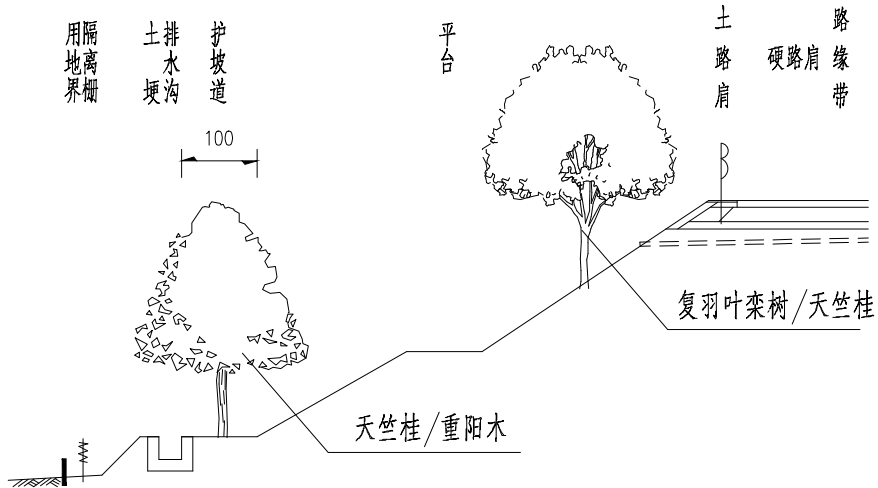 用地界
隔离栅
土埂
排水沟
护坡道
平台
土路肩
硬路肩
路缘带
100
复羽叶栾树/天竺桂
天竺桂/重阳木